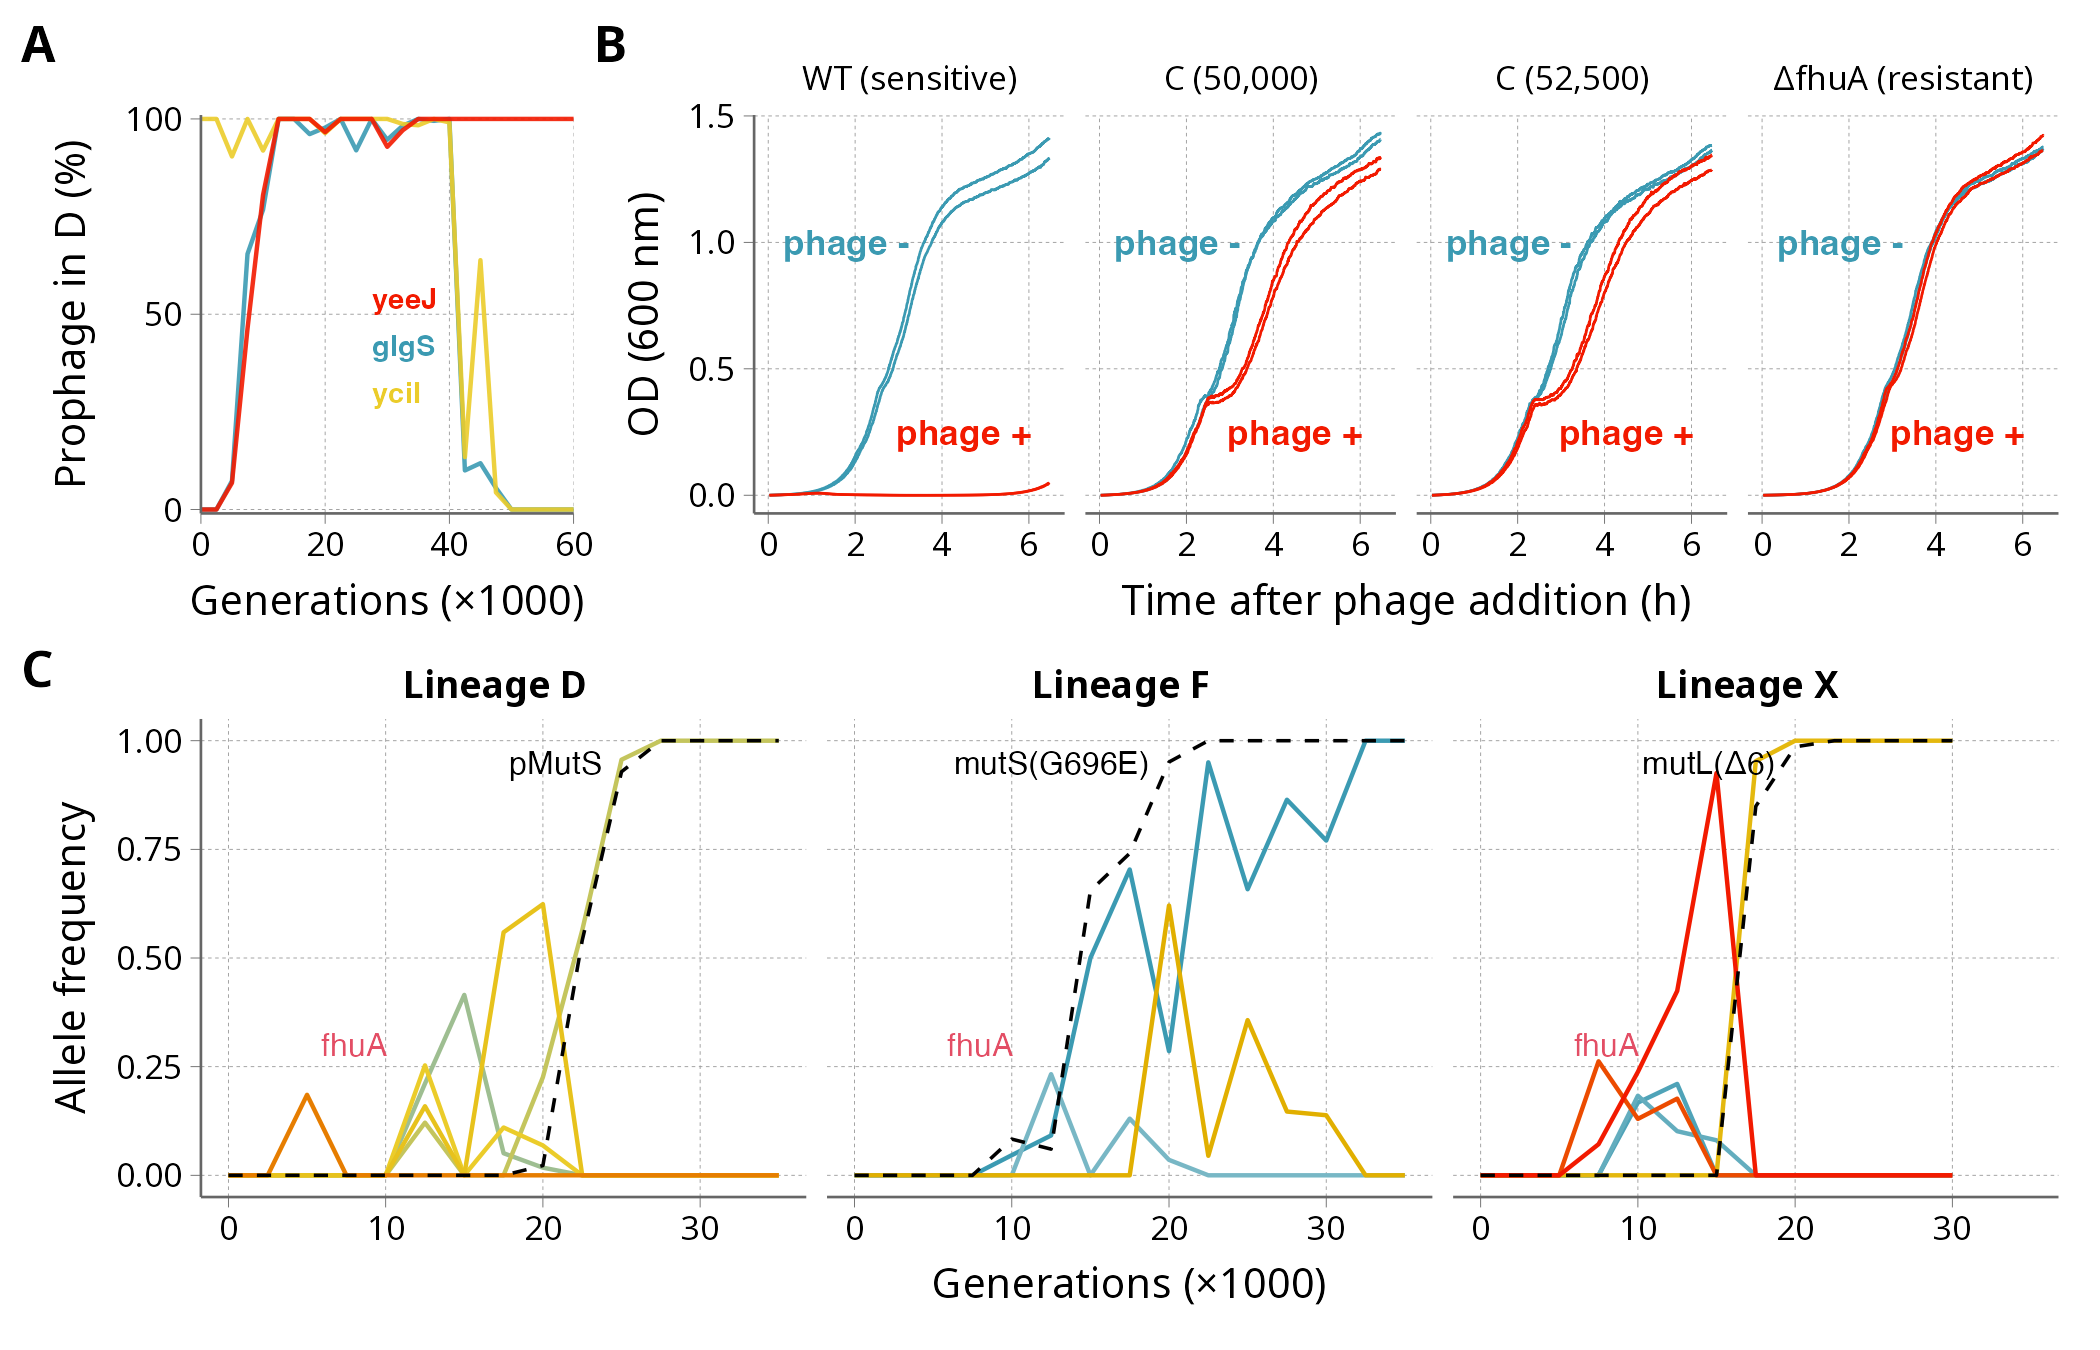 A
B
WT (sensitive)
C (50,000)
C (52,500)
ΔfhuA (resistant)
Prophage in D (%)
100
50
0
yeeJ
glgS
yciI
0 20 40 60
Generations (×1000)
OD (600 nm)
1.5
1.0
0.5
0.0
phage - phage - phage - phage -
phage + phage + phage + phage +
0 2 4 6 0 2 4 6 0 2 4 6 0 2 4 6
Time after phage addition (h)
C
Lineage D
Lineage F
Lineage X
Allele frequency
1.00
0.75
0.50
0.25
0.00
pMutS
mutS(G696E)
mutL(Δ6)
fhuA
fhuA
fhuA
0 10 20 30 0 10 20 30 0 10 20 30
Generations (×1000)